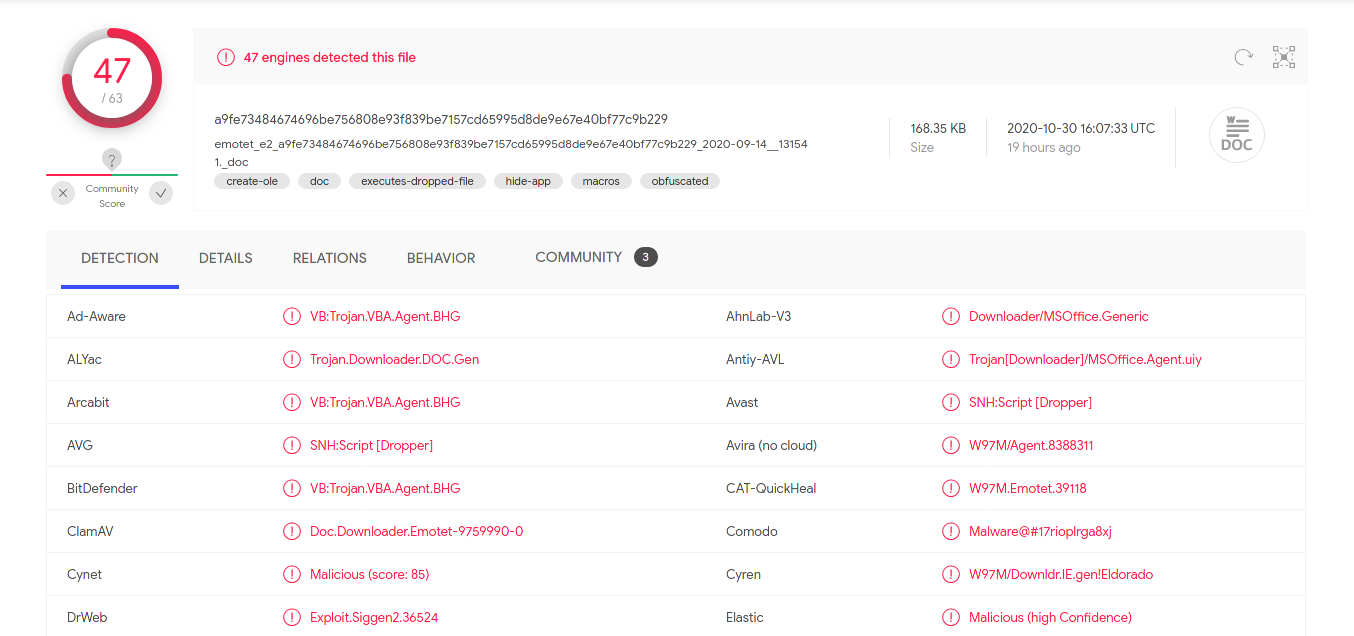 47
/ 63
?
Community
Score
47 engines detected this file
a9fe73484674696be756808e93f839be7157cd65995d8de9e67e40bf77c9b229
emotet_e2_a9fe73484674696be756808e93f839be7157cd65995d8de9e67e40bf77c9b229_2020-09-14__13154
1._doc
create-ole doc executes-dropped-file hide-app macros obfuscated
168.35 KB
Size
2020-10-30 16:07:33 UTC
19 hours ago
W
DOC
DETECTION DETAILS RELATIONS BEHAVIOR COMMUNITY 3
Ad-Aware VB:Trojan.VBA.Agent.BHG AhnLab-V3 Downloader/MSOffice.Generic
ALYac Trojan.Downloader.DOC.Gen Antiy-AVL Trojan[Downloader]/MSOffice.Agent.uiy
Arcabit VB:Trojan.VBA.Agent.BHG Avast SNH:Script [Dropper]
AVG SNH:Script [Dropper] Avira (no cloud) W97M/Agent.8388311
BitDefender VB:Trojan.VBA.Agent.BHG CAT-QuickHeal W97M.Emotet.39118
ClamAV Doc.Downloader.Emotet-9759990-0 Comodo Malware@#17rioplrga8xj
Cynet Malicious (score: 85) Cyren W97M/Downldr.IE.gen!Eldorado
DrWeb Exploit.Siggen2.36524 Elastic Malicious (high Confidence)